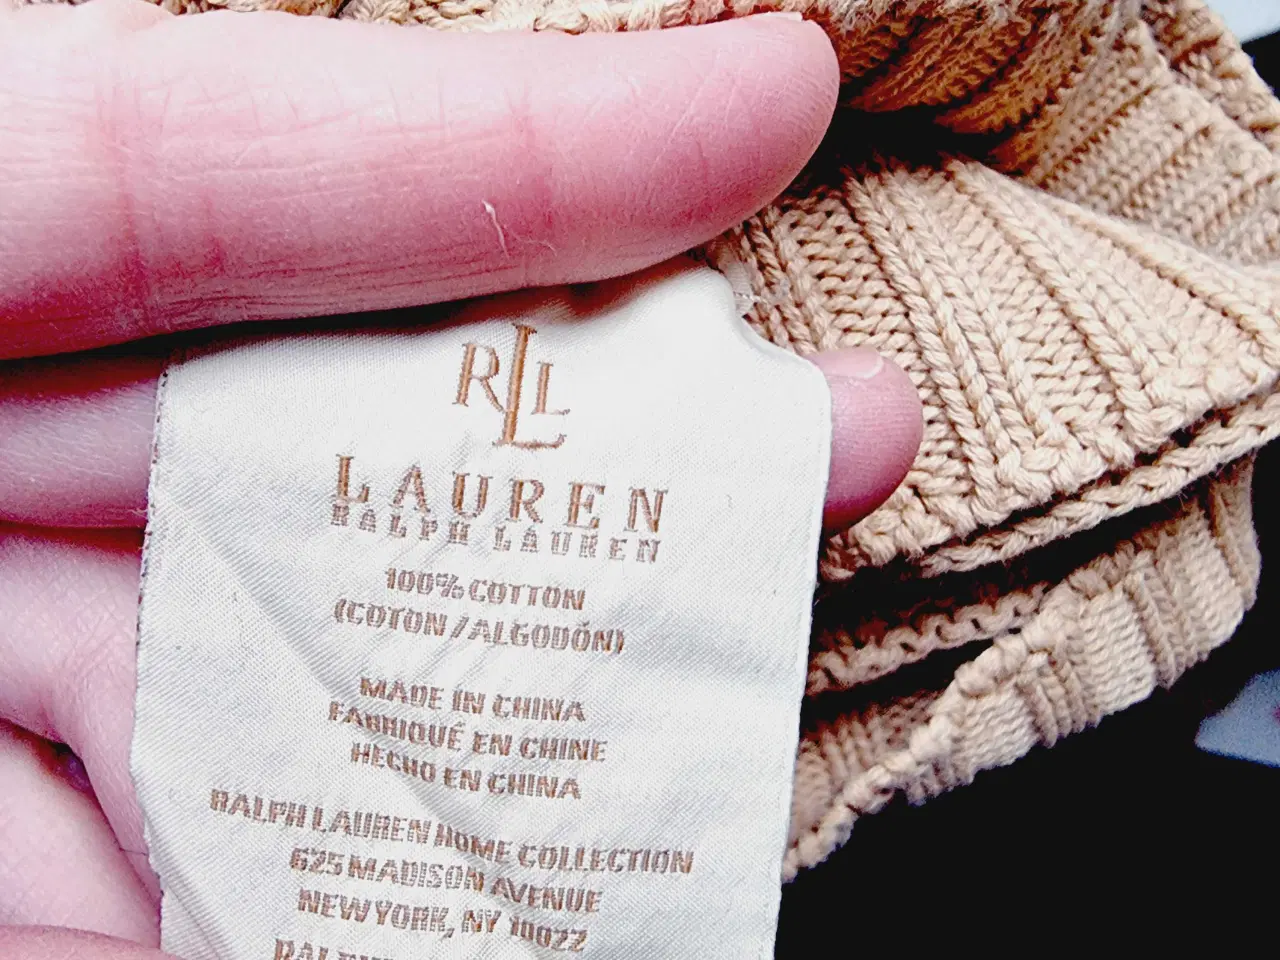 RLL
LAUREN
RALPH LAUREN
100% COTTON
(COTON / ALGODÓN)
MADE IN CHINA
FABRIQUÉ EN CHINE
HECHO EN CHINA
RALPH LAUREN HOME COLLECTION
625 MADISON AVENUE
NEW YORK, NY 10022